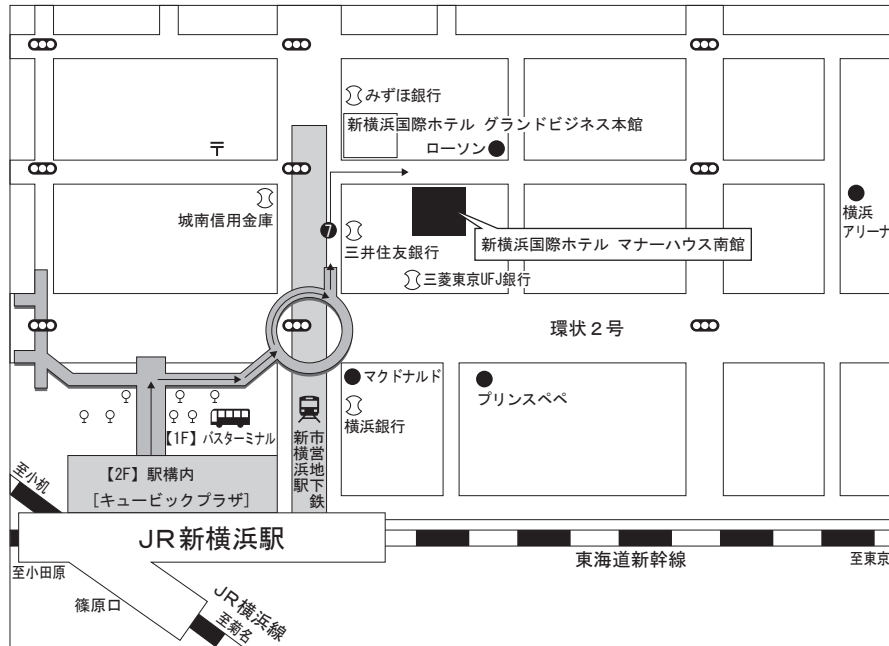 みずほ銀行
新横浜国際ホテル グランドビジネス本館
ローソン
〒
城南信用金庫
7
三井住友銀行
新横浜国際ホテル マナーハウス南館
横浜
アリーナ
三菱東京UFJ銀行
環状2号
マクドナルド
プリンスペペ
横浜銀行
【1F】バスターミナル
市営地下鉄
新横浜駅
【2F】駅構内
[キュービックプラザ]
至小机
JR新横浜駅
東海道新幹線
至東京
至小田原
篠原口
JR横浜線
至菊名